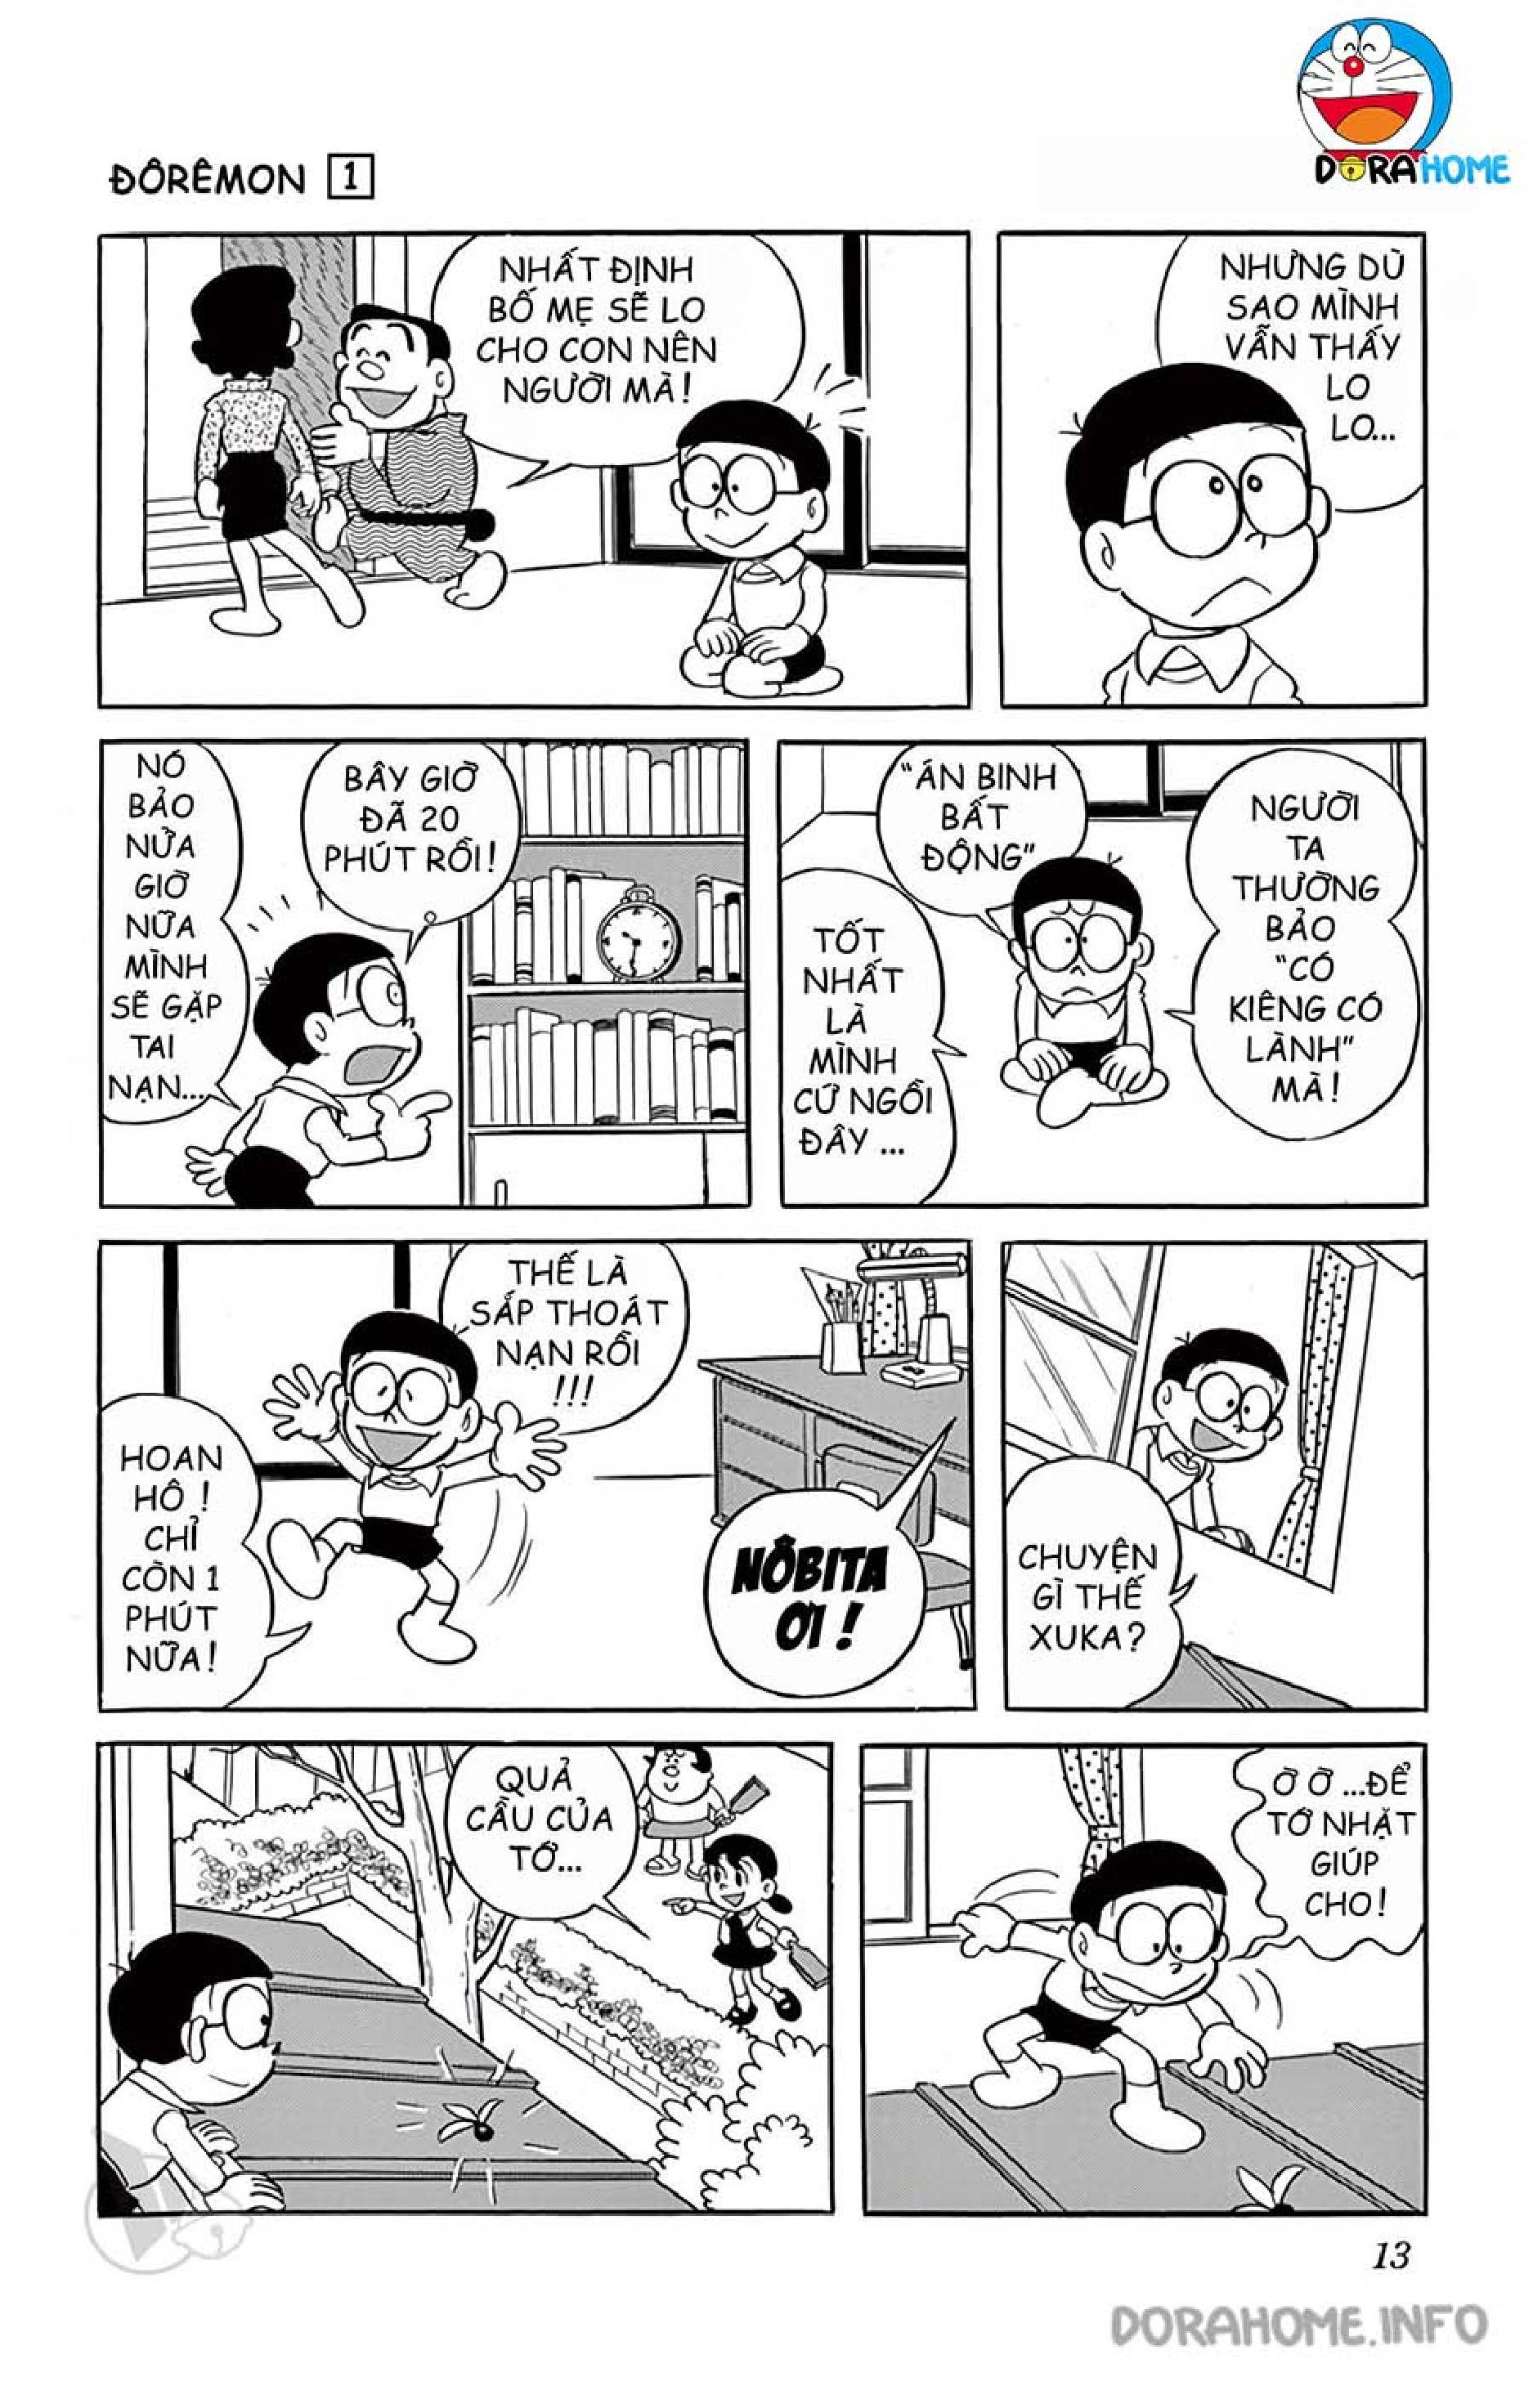 DORAHOME
ĐÔRÊMON 1
NHẤT ĐỊNH
BỐ MẸ SẼ LO
CHO CON NÊN
NGƯỜI MÀ!
NHƯNG DÙ
SAO MÌNH
VẪN THẤY
LO
LO...
NÓ
BẢO
NỬA
GIỜ
NỮA
MÌNH
SẼ GẶP
TAI
NẠN...
BÂY GIỜ
ĐÃ 20
PHÚT RỒI!
"ÁN BINH
BẤT
ĐỘNG"
TỐT
NHẤT
LÀ
MÌNH
CỨ NGỒI
ĐÂY ...
NGƯỜI
TA
THƯỜNG
BẢO
"CÓ
KIÊNG CÓ
LÀNH"
MÀ!
HOAN
HÔ !
CHỈ
CÒN 1
PHÚT
NỮA!
THẾ LÀ
SẮP THOÁT
NẠN RỒI
!!!
NÔBITA
ƠI !
CHUYỆN
GÌ THẾ
XUKA?
QUẢ
CẦU CỦA
TỚ...
Ờ Ờ ...ĐỂ
TỚ NHẶT
GIÚP
CHO!
13
DORAHOME.INFO